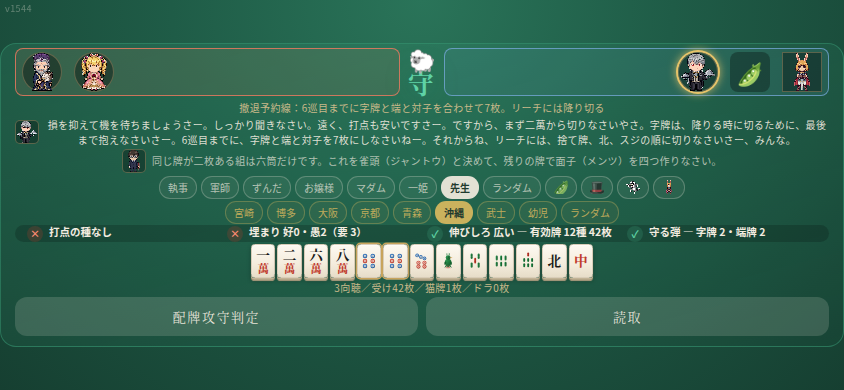 v1544
守
撤退予約線：6巡目までに字牌と端と対子を合わせて7枚。リーチには降り切る
損を抑えて機を待ちましょうさー。しっかり聞きなさい。遠く、打点も安いですさー。ですから、まず二萬から切りなさいやさ。字牌は、降りる時に切るために、最後
まで抱えなさいさー。6巡目までに、字牌と端と対子を7枚にしなさいねー。それからね、リーチには、捨て牌、北、スジの順に切りなさいさー、みんな。
同じ牌が二枚ある組は六筒だけです。これを雀頭（ジャントウ）と決めて、残りの牌で面子（メンツ）を四つ作りなさい。
執事 軍師 ずんだ お嬢様 マダム 一姫 先生 ランダム
宮崎 博多 大阪 京都 青森 沖縄 武士 幼児 ランダム
× 打点の種なし × 埋まり 好0・愚2（要 3） ✓ 伸びしろ 広い — 有効牌 12種 42枚 ✓ 守る弾 — 字牌 2・端牌 2
一萬 二萬 六萬 八萬 北 中
3向聴／受け42枚／猫牌1枚／ドラ0枚
配牌攻守判定 読取